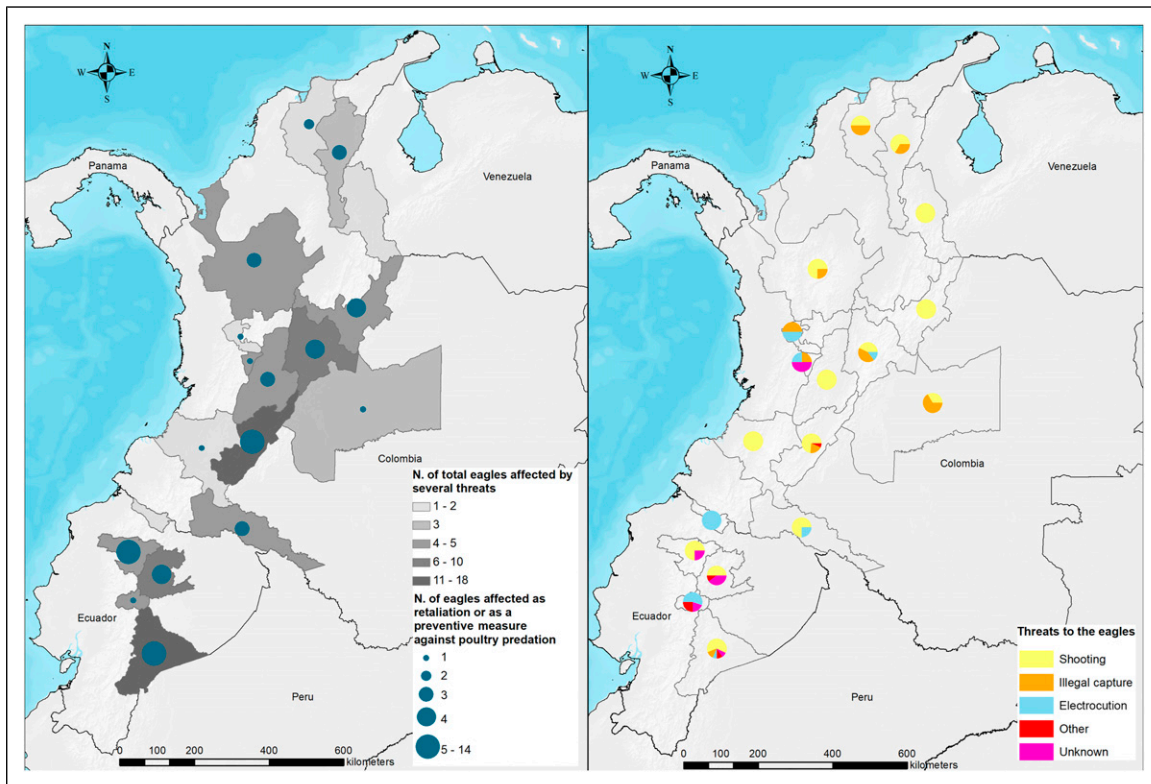 N
W
E
S
Panama
Venezuela
Colombia
Ecuador
Peru
N. of total eagles affected by
several threats
1 - 2
3
4 - 5
6 - 10
11 - 18
N. of eagles affected as
retaliation or as a
preventive measure
against poultry predation
1
2
3
4
5 - 14
0 100 200 400 600
kilometers
N
W
E
S
Panama
Venezuela
Colombia
Ecuador
Peru
Threats to the eagles
Shooting
Illegal capture
Electrocution
Other
Unknown
0 100 200 400 600
kilometers